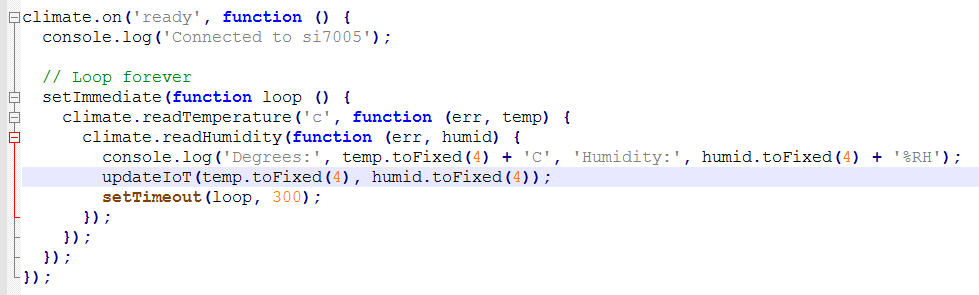 climate.on('ready', function () {
  console.log('Connected to si7005');

  // Loop forever
  setImmediate(function loop () {
    climate.readTemperature('c', function (err, temp) {
      climate.readHumidity(function (err, humid) {
        console.log('Degrees:', temp.toFixed(4) + 'C', 'Humidity:', humid.toFixed(4) + '%RH');
        updateIoT(temp.toFixed(4), humid.toFixed(4));
        setTimeout(loop, 300);
      });
    });
  });
});